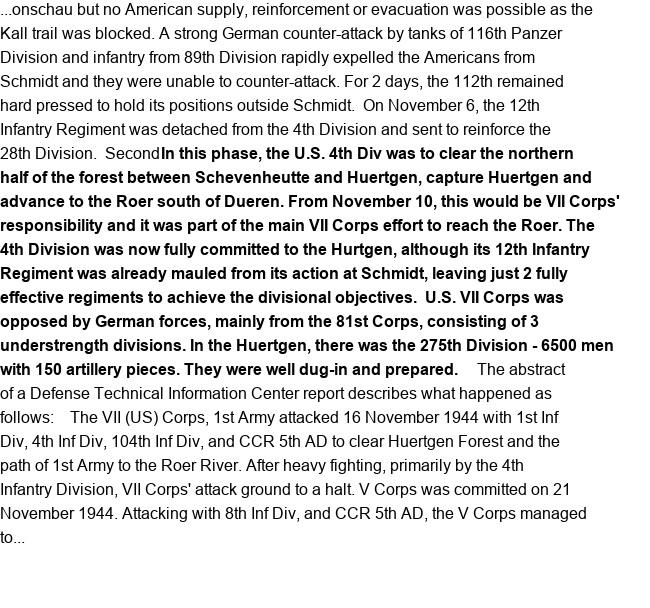 ...onschau but no American supply, reinforcement or evacuation was possible as the
Kall trail was blocked. A strong German counter-attack by tanks of 116th Panzer
Division and infantry from 89th Division rapidly expelled the Americans from
Schmidt and they were unable to counter-attack. For 2 days, the 112th remained
hard pressed to hold its positions outside Schmidt.  On November 6, the 12th
Infantry Regiment was detached from the 4th Division and sent to reinforce the
28th Division.  SecondIn this phase, the U.S. 4th Div was to clear the northern
half of the forest between Schevenheutte and Huertgen, capture Huertgen and
advance to the Roer south of Dueren. From November 10, this would be VII Corps'
responsibility and it was part of the main VII Corps effort to reach the Roer. The
4th Division was now fully committed to the Hurtgen, although its 12th Infantry
Regiment was already mauled from its action at Schmidt, leaving just 2 fully
effective regiments to achieve the divisional objectives.  U.S. VII Corps was
opposed by German forces, mainly from the 81st Corps, consisting of 3
understrength divisions. In the Huertgen, there was the 275th Division - 6500 men
with 150 artillery pieces. They were well dug-in and prepared.    The abstract
of a Defense Technical Information Center report describes what happened as
follows:    The VII (US) Corps, 1st Army attacked 16 November 1944 with 1st Inf
Div, 4th Inf Div, 104th Inf Div, and CCR 5th AD to clear Huertgen Forest and the
path of 1st Army to the Roer River. After heavy fighting, primarily by the 4th
Infantry Division, VII Corps' attack ground to a halt. V Corps was committed on 21
November 1944. Attacking with 8th Inf Div, and CCR 5th AD, the V Corps managed
to...